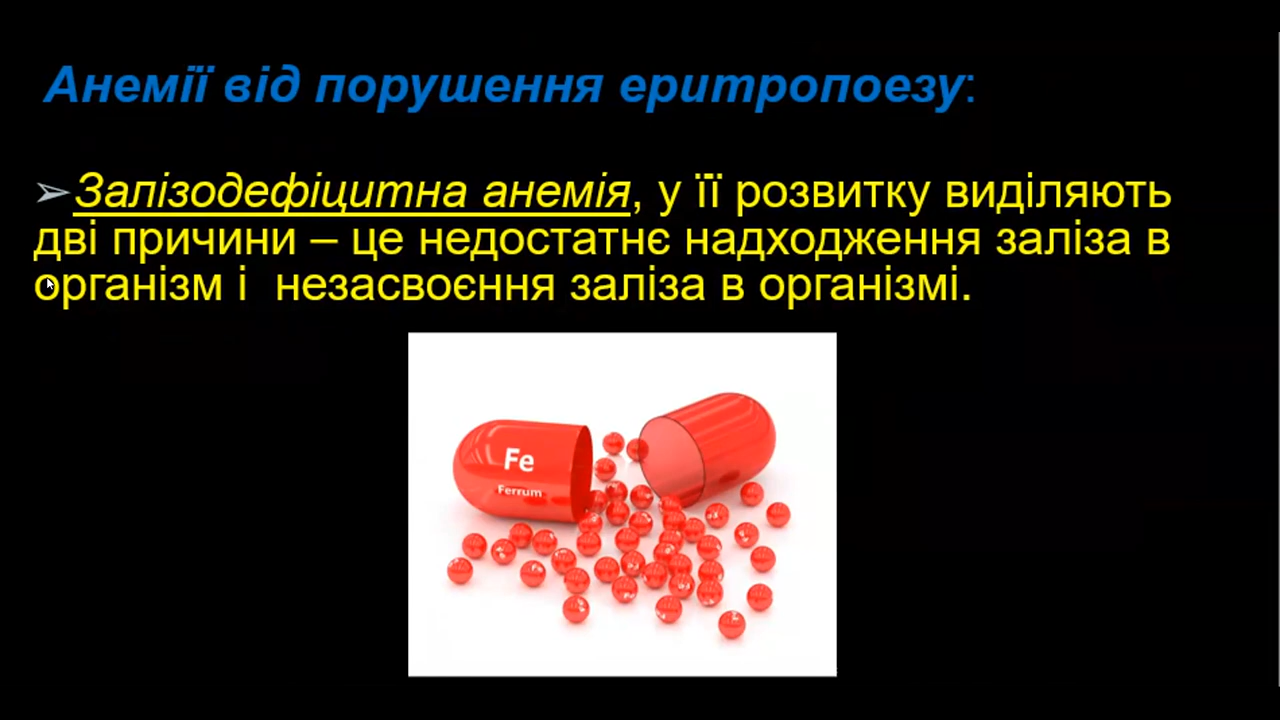 Анемії від порушення еритропоезу:
➢Залізодефіцитна анемія, у її розвитку виділяють
дві причини – це недостатнє надходження заліза в
організм і  незасвоєння заліза в організмі.
Fe
Ferrum